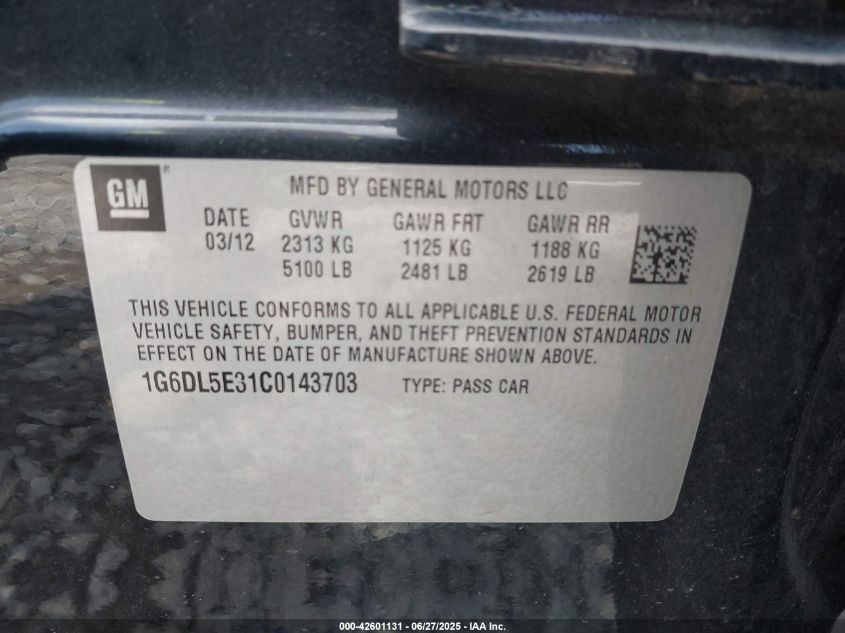 GM®
MFD BY GENERAL MOTORS LLC
DATE GVWR GAWR FRT GAWR RR
03/12 2313 KG 1125 KG 1188 KG
5100 LB 2481 LB 2619 LB
THIS VEHICLE CONFORMS TO ALL APPLICABLE U.S. FEDERAL MOTOR
VEHICLE SAFETY, BUMPER, AND THEFT PREVENTION STANDARDS IN
EFFECT ON THE DATE OF MANUFACTURE SHOWN ABOVE.
1G6DL5E31C0143703 TYPE: PASS CAR
000-42601131 - 06/27/2025 - IAA Inc.